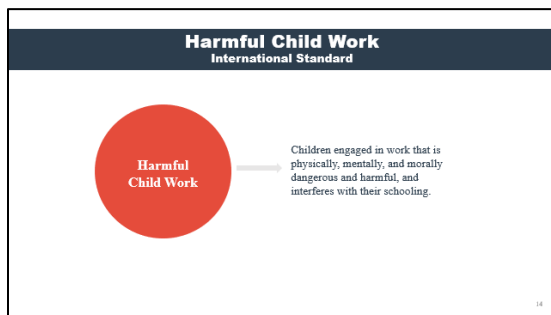 Harmful Child Work
International Standard
Harmful
Child Work
Children engaged in work that is
physically, mentally, and morally
dangerous and harmful, and
interferes with their schooling.
14